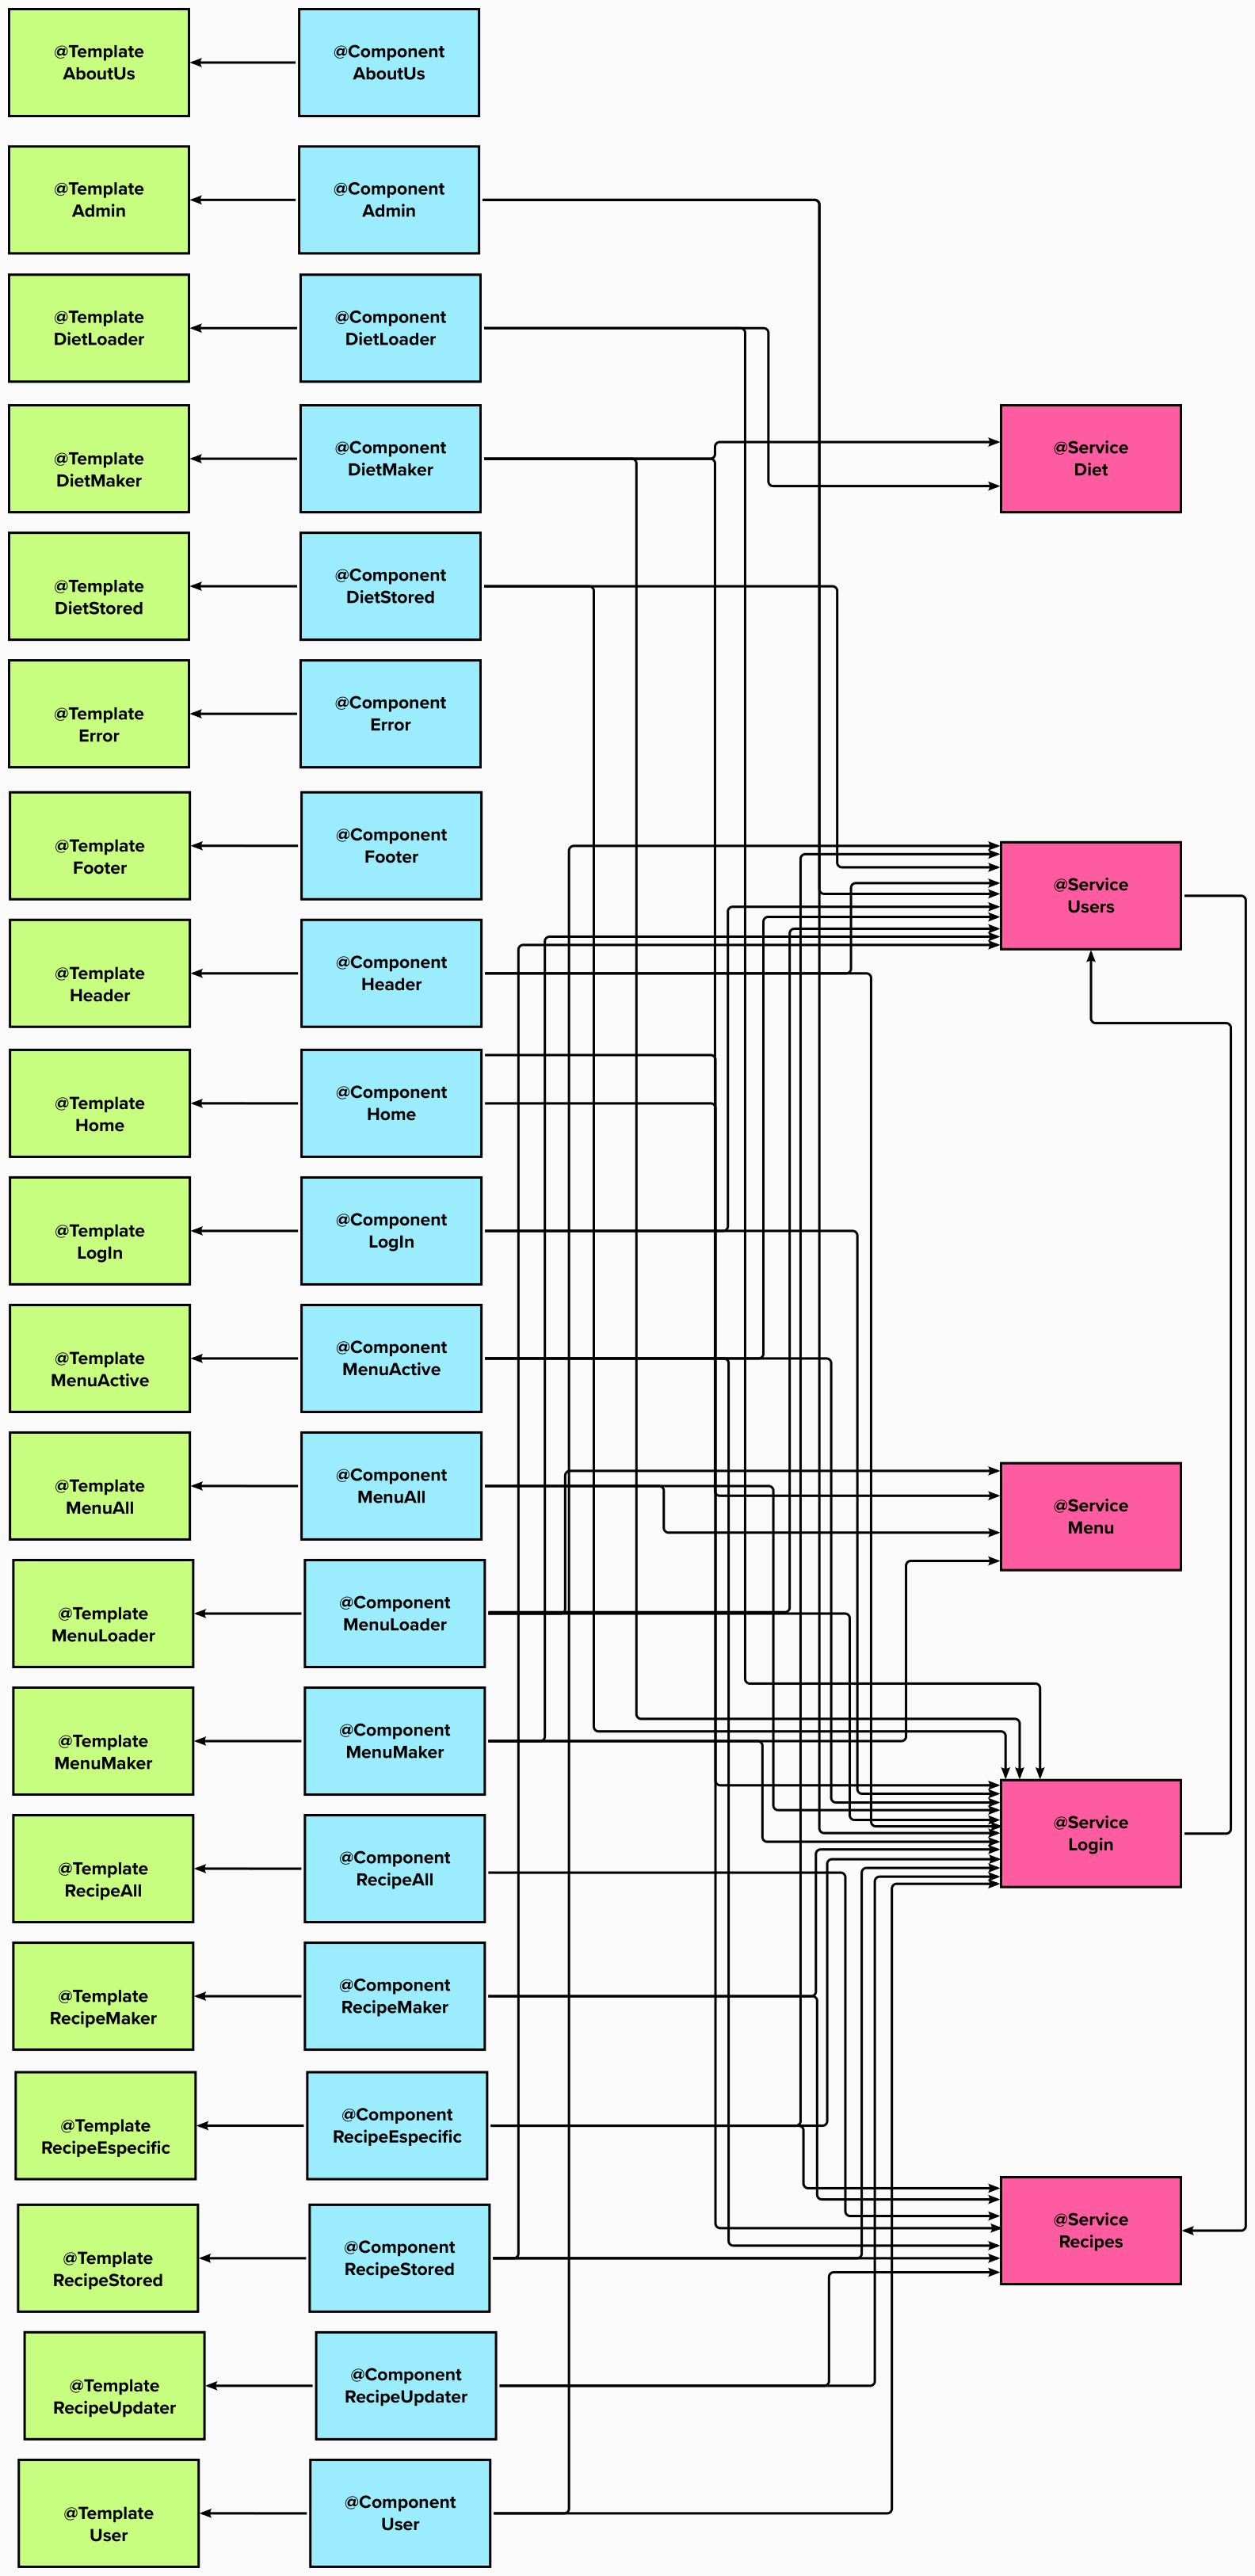 @Template
AboutUs
@Component
AboutUs
@Template
Admin
@Component
Admin
@Template
DietLoader
@Component
DietLoader
@Template
DietMaker
@Component
DietMaker
@Service
Diet
@Template
DietStored
@Component
DietStored
@Template
Error
@Component
Error
@Template
Footer
@Component
Footer
@Service
Users
@Template
Header
@Component
Header
@Template
Home
@Component
Home
@Template
LogIn
@Component
LogIn
@Template
MenuActive
@Component
MenuActive
@Template
MenuAll
@Component
MenuAll
@Service
Menu
@Template
MenuLoader
@Component
MenuLoader
@Template
MenuMaker
@Component
MenuMaker
@Service
Login
@Template
RecipeAll
@Component
RecipeAll
@Template
RecipeMaker
@Component
RecipeMaker
@Template
RecipeEspecific
@Component
RecipeEspecific
@Service
Recipes
@Template
RecipeStored
@Component
RecipeStored
@Template
RecipeUpdater
@Component
RecipeUpdater
@Template
User
@Component
User